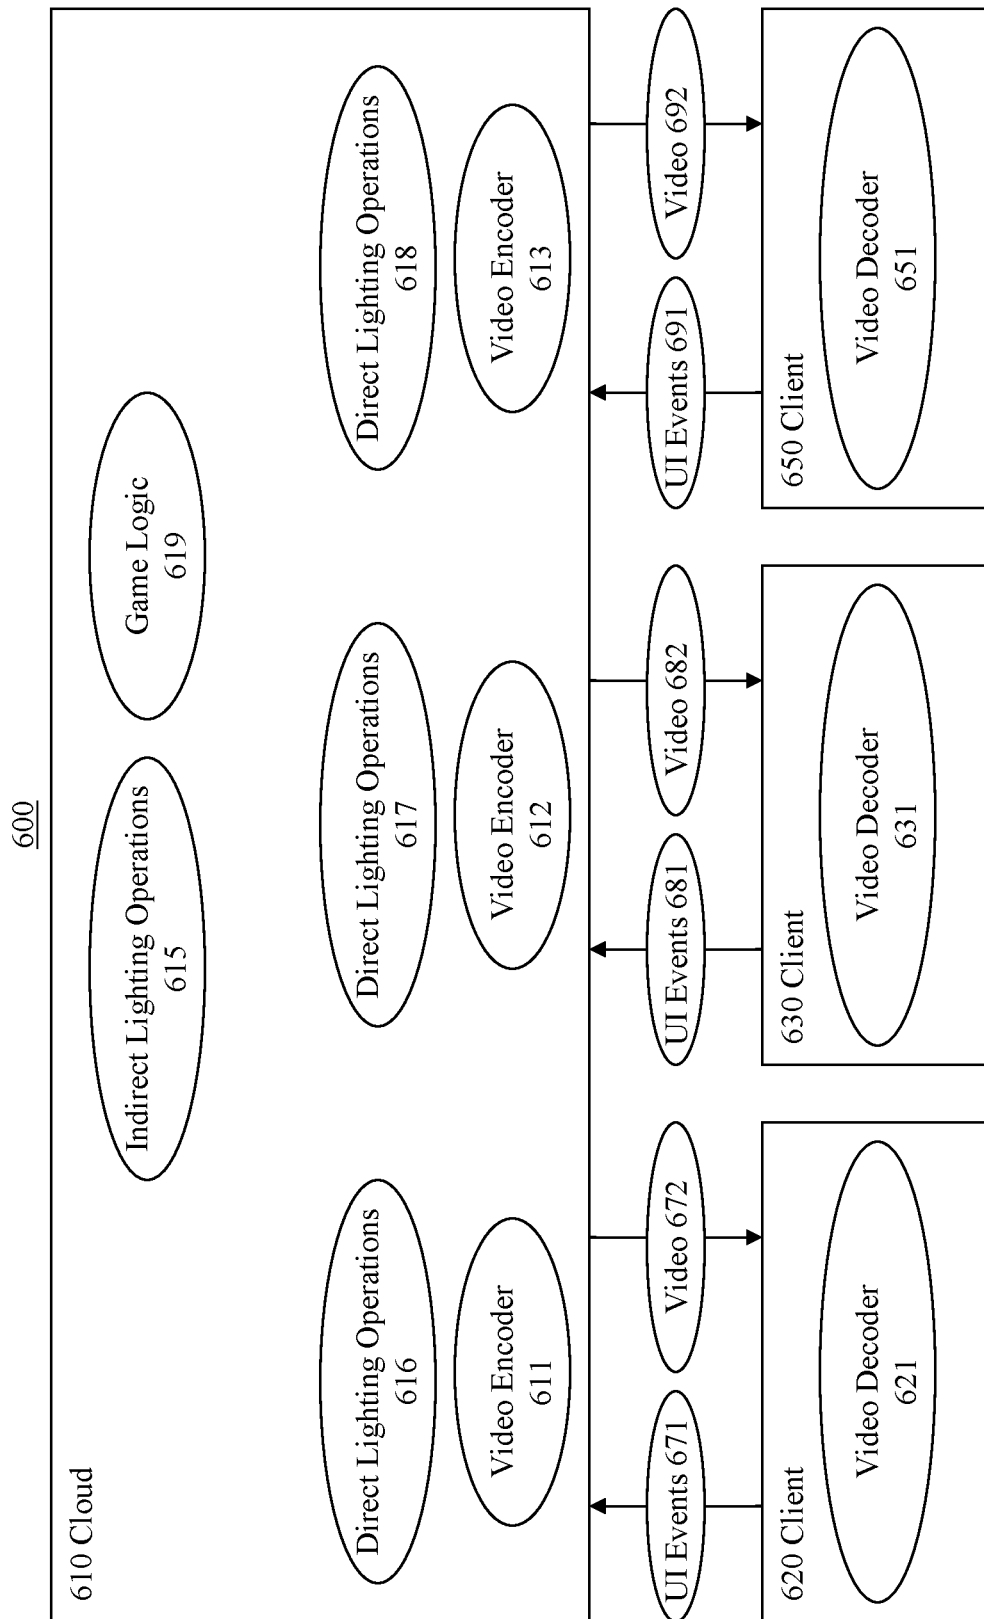 600
610 Cloud
Indirect Lighting Operations
615
Game Logic
619
Direct Lighting Operations
616
Direct Lighting Operations
617
Direct Lighting Operations
618
Video Encoder
611
Video Encoder
612
Video Encoder
613
UI Events 671
Video 672
UI Events 681
Video 682
UI Events 691
Video 692
620 Client
Video Decoder
621
630 Client
Video Decoder
631
650 Client
Video Decoder
651